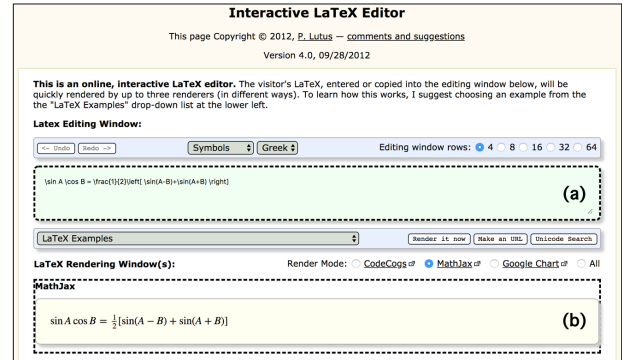 Interactive LaTeX Editor
This page Copyright © 2012, P. Lutus — comments and suggestions
Version 4.0, 09/28/2012
This is an online, interactive LaTeX editor. The visitor's LaTeX, entered or copied into the editing window below, will be
quickly rendered by up to three renderers (in different ways). To learn how this works, I suggest choosing an example from the
the "LaTeX Examples" drop-down list at the lower left.
Latex Editing Window:
<- Undo Redo -> Symbols Greek Editing window rows: 4 8 16 32 64
\sin A \cos B = \frac{1}{2}\left[ \sin(A-B)+\sin(A+B) \right]
(a)
LaTeX Examples Render it now Make an URL Unicode Search
LaTeX Rendering Window(s): Render Mode: CodeCogs MathJax Google Chart All
MathJax
sin A cos B = 1/2 [sin(A − B) + sin(A + B)]
(b)